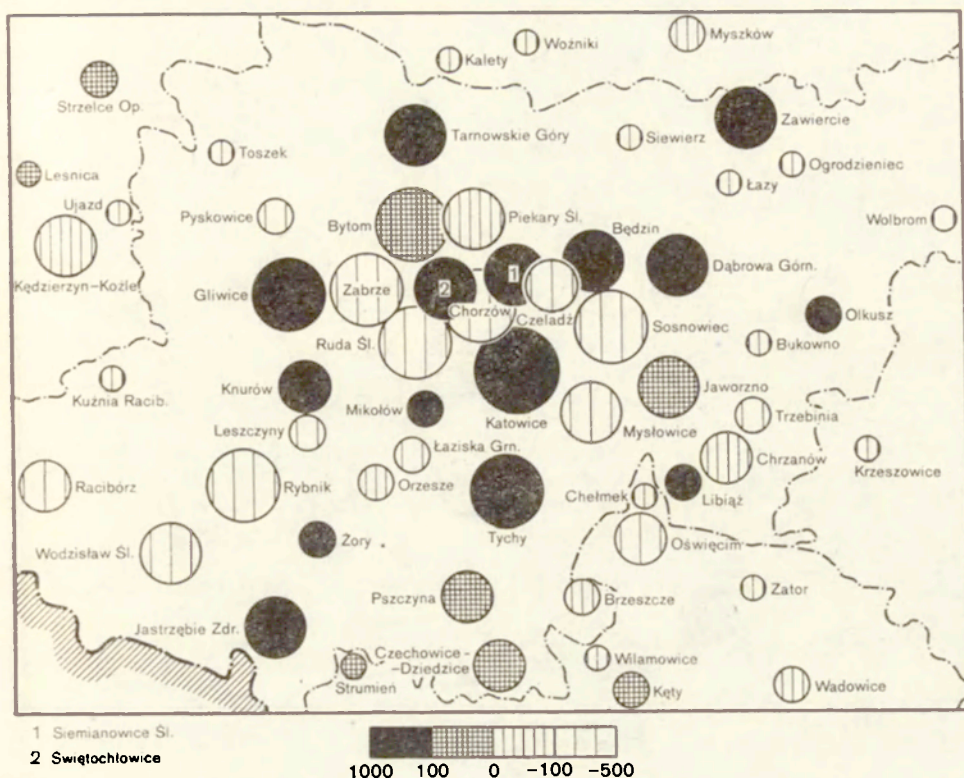 Woźniki
Myszków
Kalety
Strzelce Op.
Tarnowskie Góry
Zawiercie
Siewierz
Toszek
Ogrodzieniec
Lesnica
Łazy
Ujazd
Pyskowice
Bytom
Piekary Śl.
Będzin
Wolbrom
Kędzierzyn-Koźle
Dąbrowa Górn.
Gliwice
Zabrze
2
1
Chorzów
Czeladź
Olkusz
Sosnowiec
Ruda Śl.
Bukowno
Kuźnia Racib.
Knurów
Mikołów
Katowice
Jaworzno
Mysłowice
Trzebinia
Leszczyny
Łaziska Grn.
Chrzanów
Krzeszowice
Racibórz
Rybnik
Orzesze
Chełmek
Libiąż
Tychy
Żory
Wodzisław Śl.
Oświęcim
Pszczyna
Brzeszcze
Zator
Jastrzębie Zdr.
Czechowice-
-Dziedzice
Strumień
Wilamowice
Kęty
Wadowice
1 Siemianowice Śl.
2 Świętochłowice
1000 100 0 -100 -500